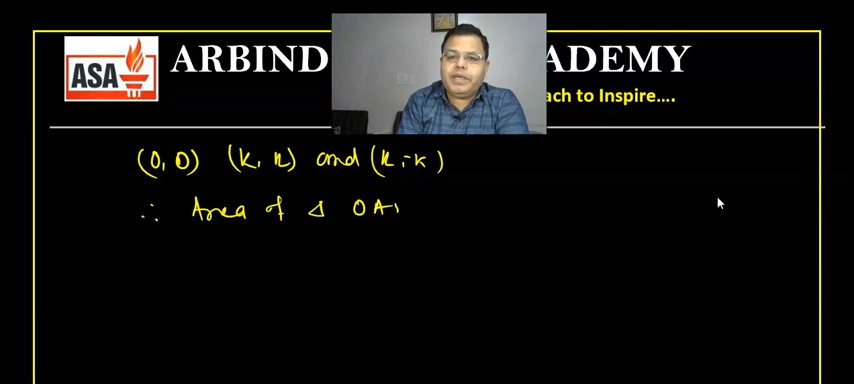 ARBIND ADEMY
ASA
ach to Inspire....
(0, 0) (k, k) and (k, -k)
∴ Area of Δ OA